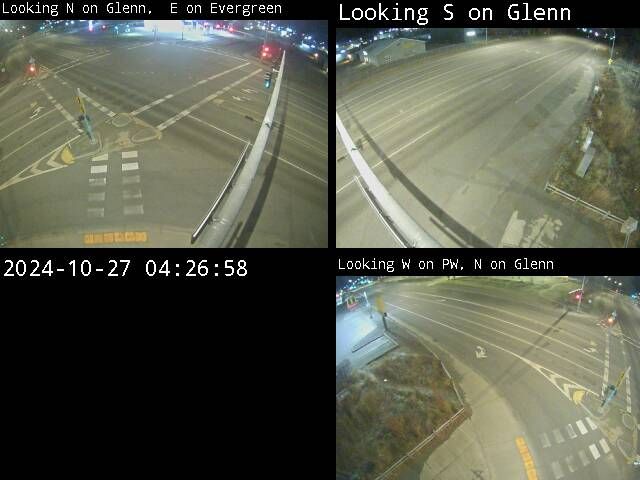 Looking N on Glenn,  E on Evergreen
Looking S on Glenn
2024-10-27 04:26:58
Looking W on PW, N on Glenn